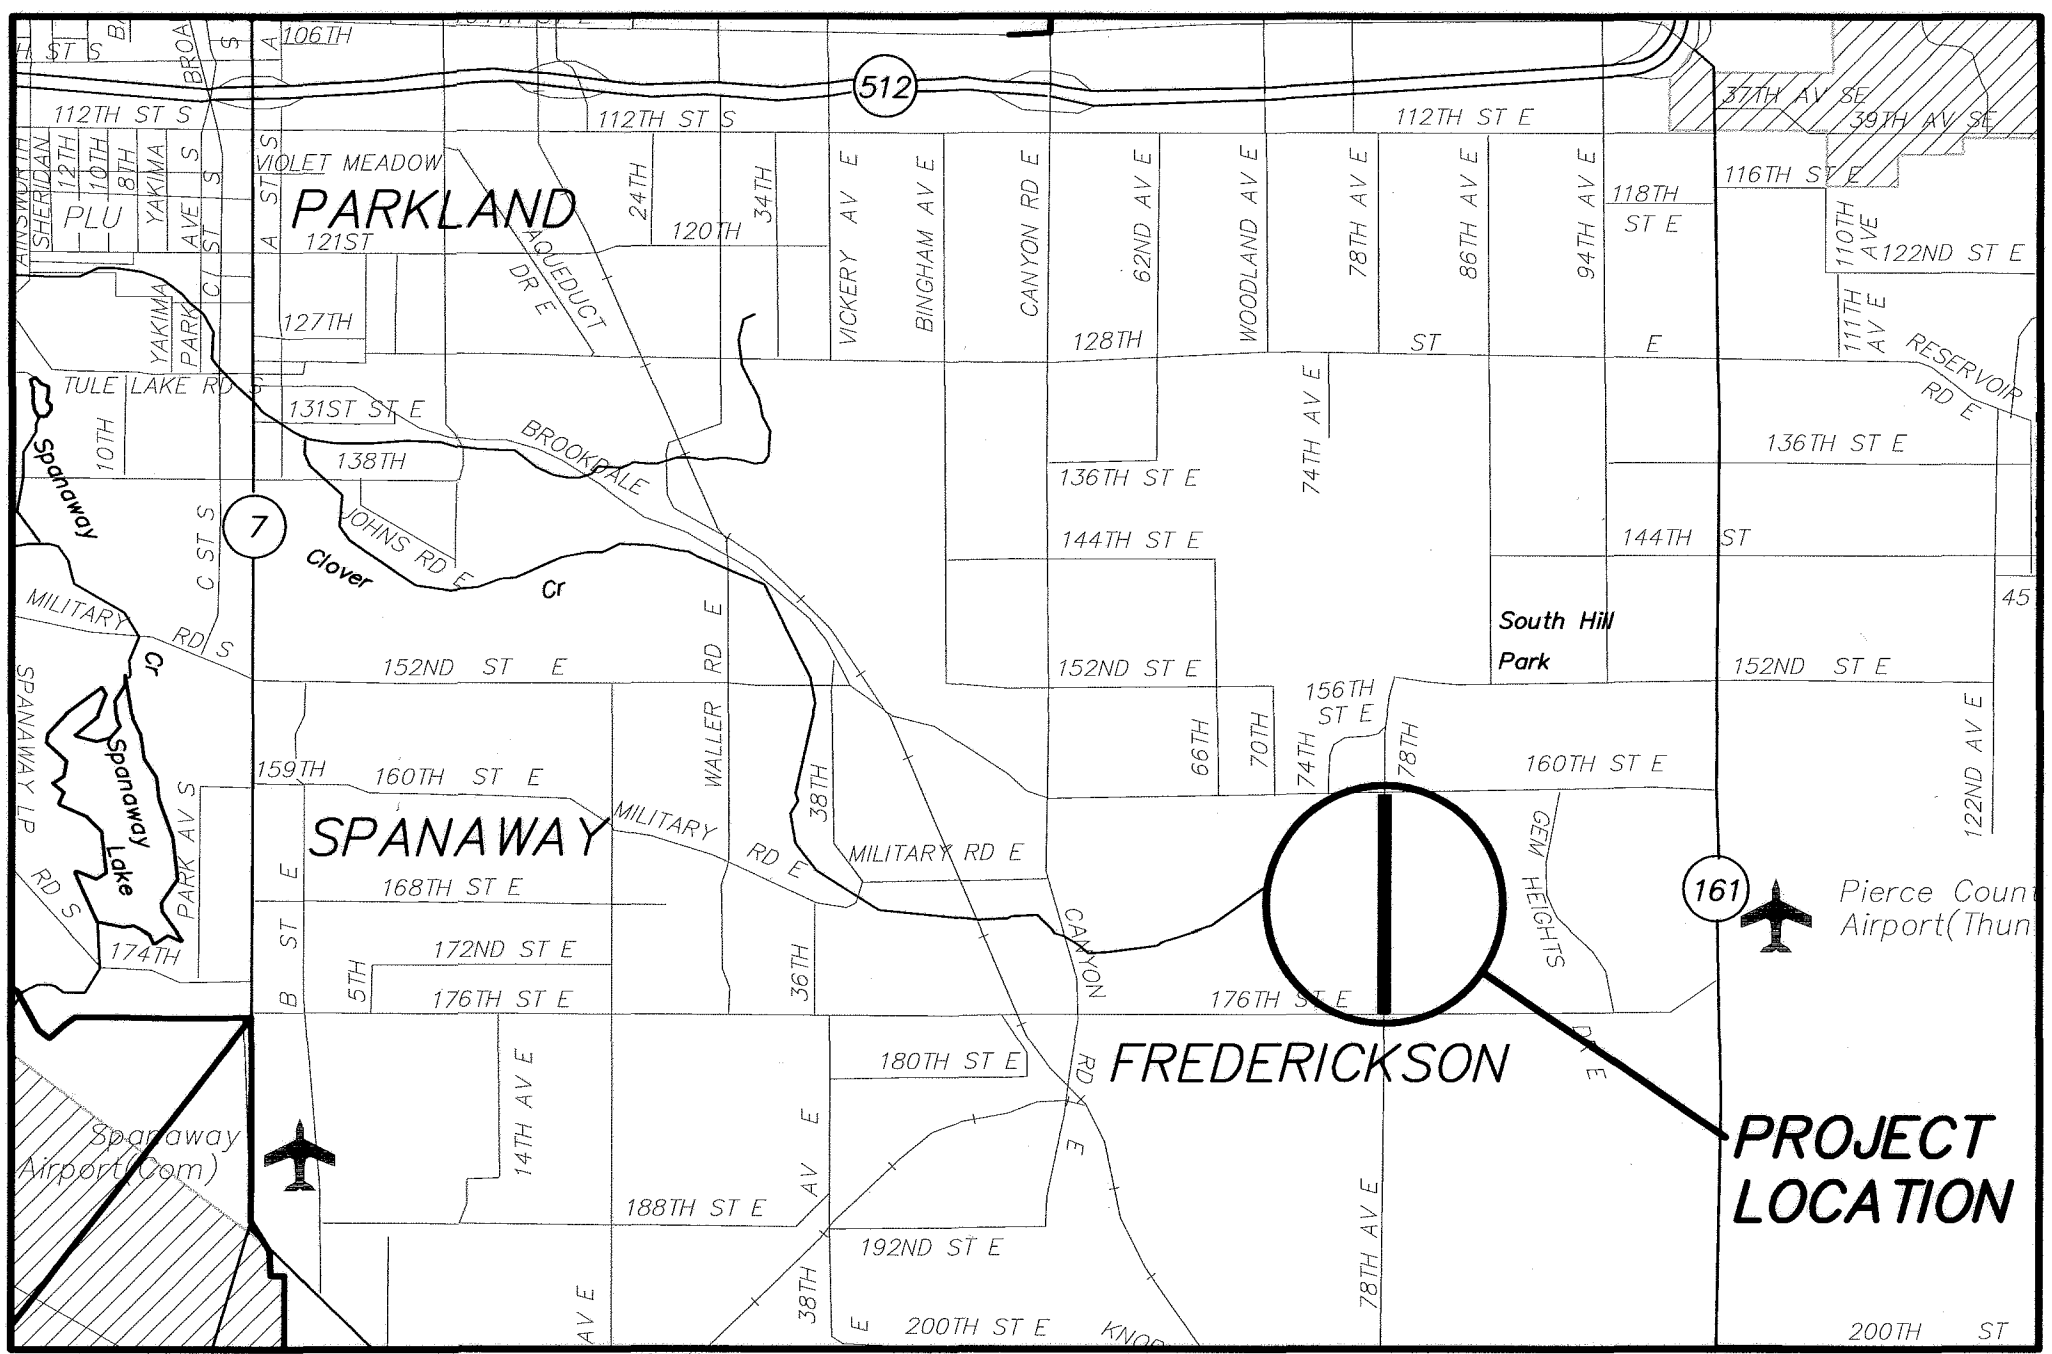 106TH
H ST S
BROA
S
A
512
112TH ST S
112TH ST S
112TH ST E
37TH AV SE
39TH AV SE
AINSWORTH
SHERIDAN
12TH
10TH
8TH
YAKIMA
AVE S
C ST S
A ST S
VIOLET MEADOW
PARKLAND
PLU
24TH
34TH
120TH
121ST
AQUEDUCT
DR E
VICKERY AV E
BINGHAM AV E
CANYON RD E
62ND AV E
WOODLAND AV E
78TH AV E
86TH AV E
94TH AV E
118TH
ST E
116TH ST E
110TH
AVE
122ND ST E
111TH
AV E
YAKIMA
PARK
127TH
128TH
ST
E
RESERVOIR
RD E
TULE LAKE RD S
131ST ST E
10TH
BROOKDALE
138TH
74TH AV E
136TH ST E
136TH ST E
Spanaway
7
C ST S
JOHNS RD E
Clover
Cr
144TH ST E
144TH ST
45
MILITARY
RD S
Cr
South Hill
Park
WALLER RD E
152ND ST E
152ND ST E
152ND ST E
156TH
ST E
66TH
70TH
74TH
78TH
122ND AV E
SPANAWAY LP
RD S
Spanaway
Lake
159TH
160TH ST E
160TH ST E
PARK AV S
SPANAWAY
MILITARY
RD E
38TH
MILITARY RD E
GEM HEIGHTS
DR E
161
Pierce Coun
Airport(Thun
168TH ST E
B ST E
174TH
172ND ST E
5TH
176TH ST E
36TH
CANYON
RD E
176TH ST E
FREDERICKSON
180TH ST E
14TH AV E
Spanaway
Airport(Com)
PROJECT
LOCATION
188TH ST E
38TH AV E
192ND ST E
78TH AV E
AV E
E
200TH ST E
200TH ST